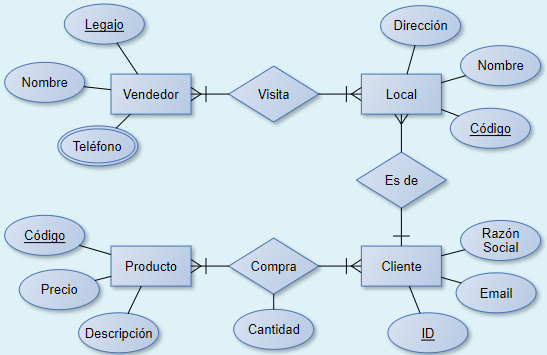 Legajo
Dirección
Nombre
Vendedor
Visita
Local
Nombre
Teléfono
Código
Es de
Código
Razón
Social
Producto
Compra
Cliente
Precio
Email
Descripción
Cantidad
ID